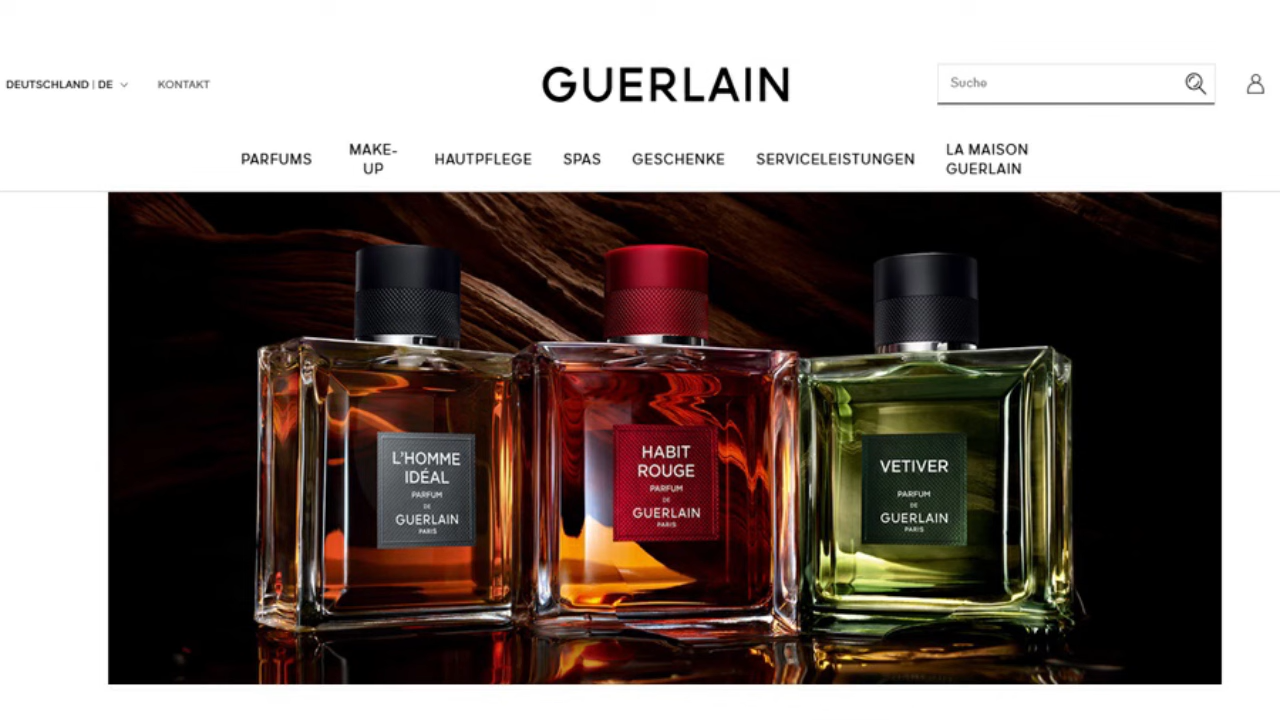 DEUTSCHLAND | DE
KONTAKT
GUERLAIN
Suche
PARFUMS
MAKE-
UP
HAUTPFLEGE
SPAS
GESCHENKE
SERVICELEISTUNGEN
LA MAISON
GUERLAIN
L'HOMME
IDÉAL
PARFUM
DE
GUERLAIN
PARIS
HABIT
ROUGE
PARFUM
DE
GUERLAIN
PARIS
VETIVER
PARFUM
DE
GUERLAIN
PARIS